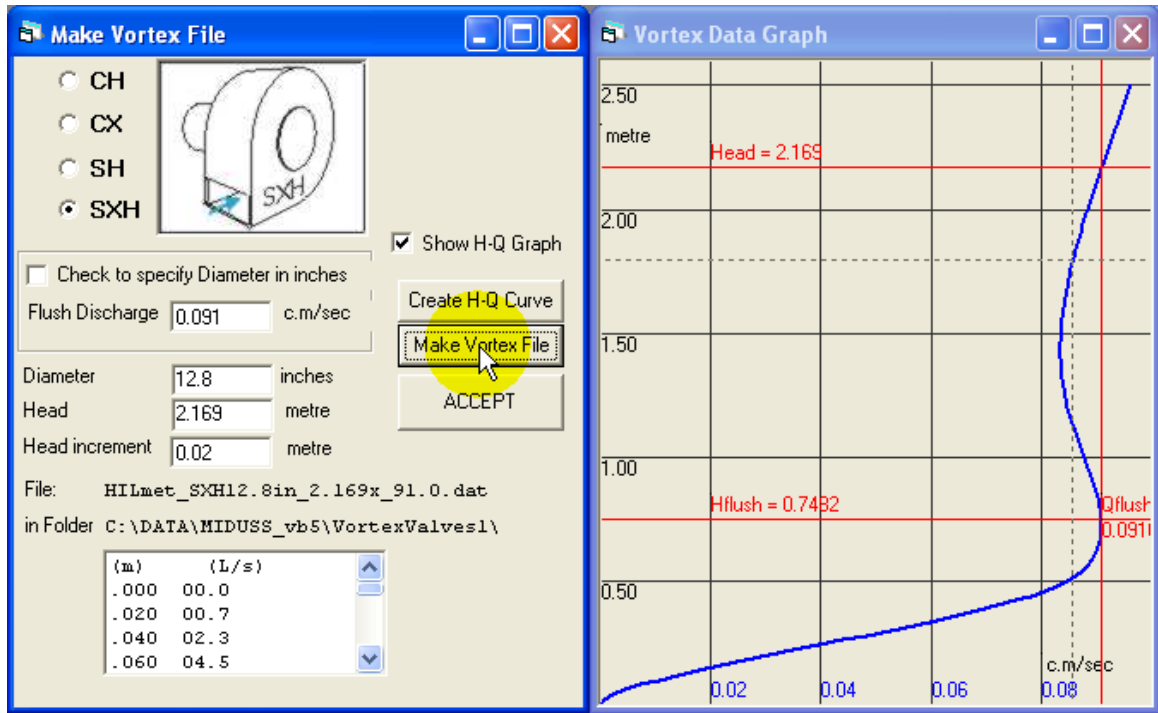 Make Vortex File
CH
CX
SH
SXH
SXH
Show H-Q Graph
Check to specify Diameter in inches
Flush Discharge 0.091 c.m/sec
Create H-Q Curve
Make Vortex File
ACCEPT
Diameter 12.8 inches
Head 2.169 metre
Head increment 0.02 metre
File: HILmet_SXH12.8in_2.169x_91.0.dat
in Folder C:\DATA\MIDUSS_vb5\VortexValves1\
(m) (L/s)
.000 00.0
.020 00.7
.040 02.3
.060 04.5
Vortex Data Graph
2.50
metre
Head = 2.169
2.00
1.50
1.00
Hflush = 0.7482
Qflush
0.091
0.50
c.m/sec
0.02 0.04 0.06 0.08